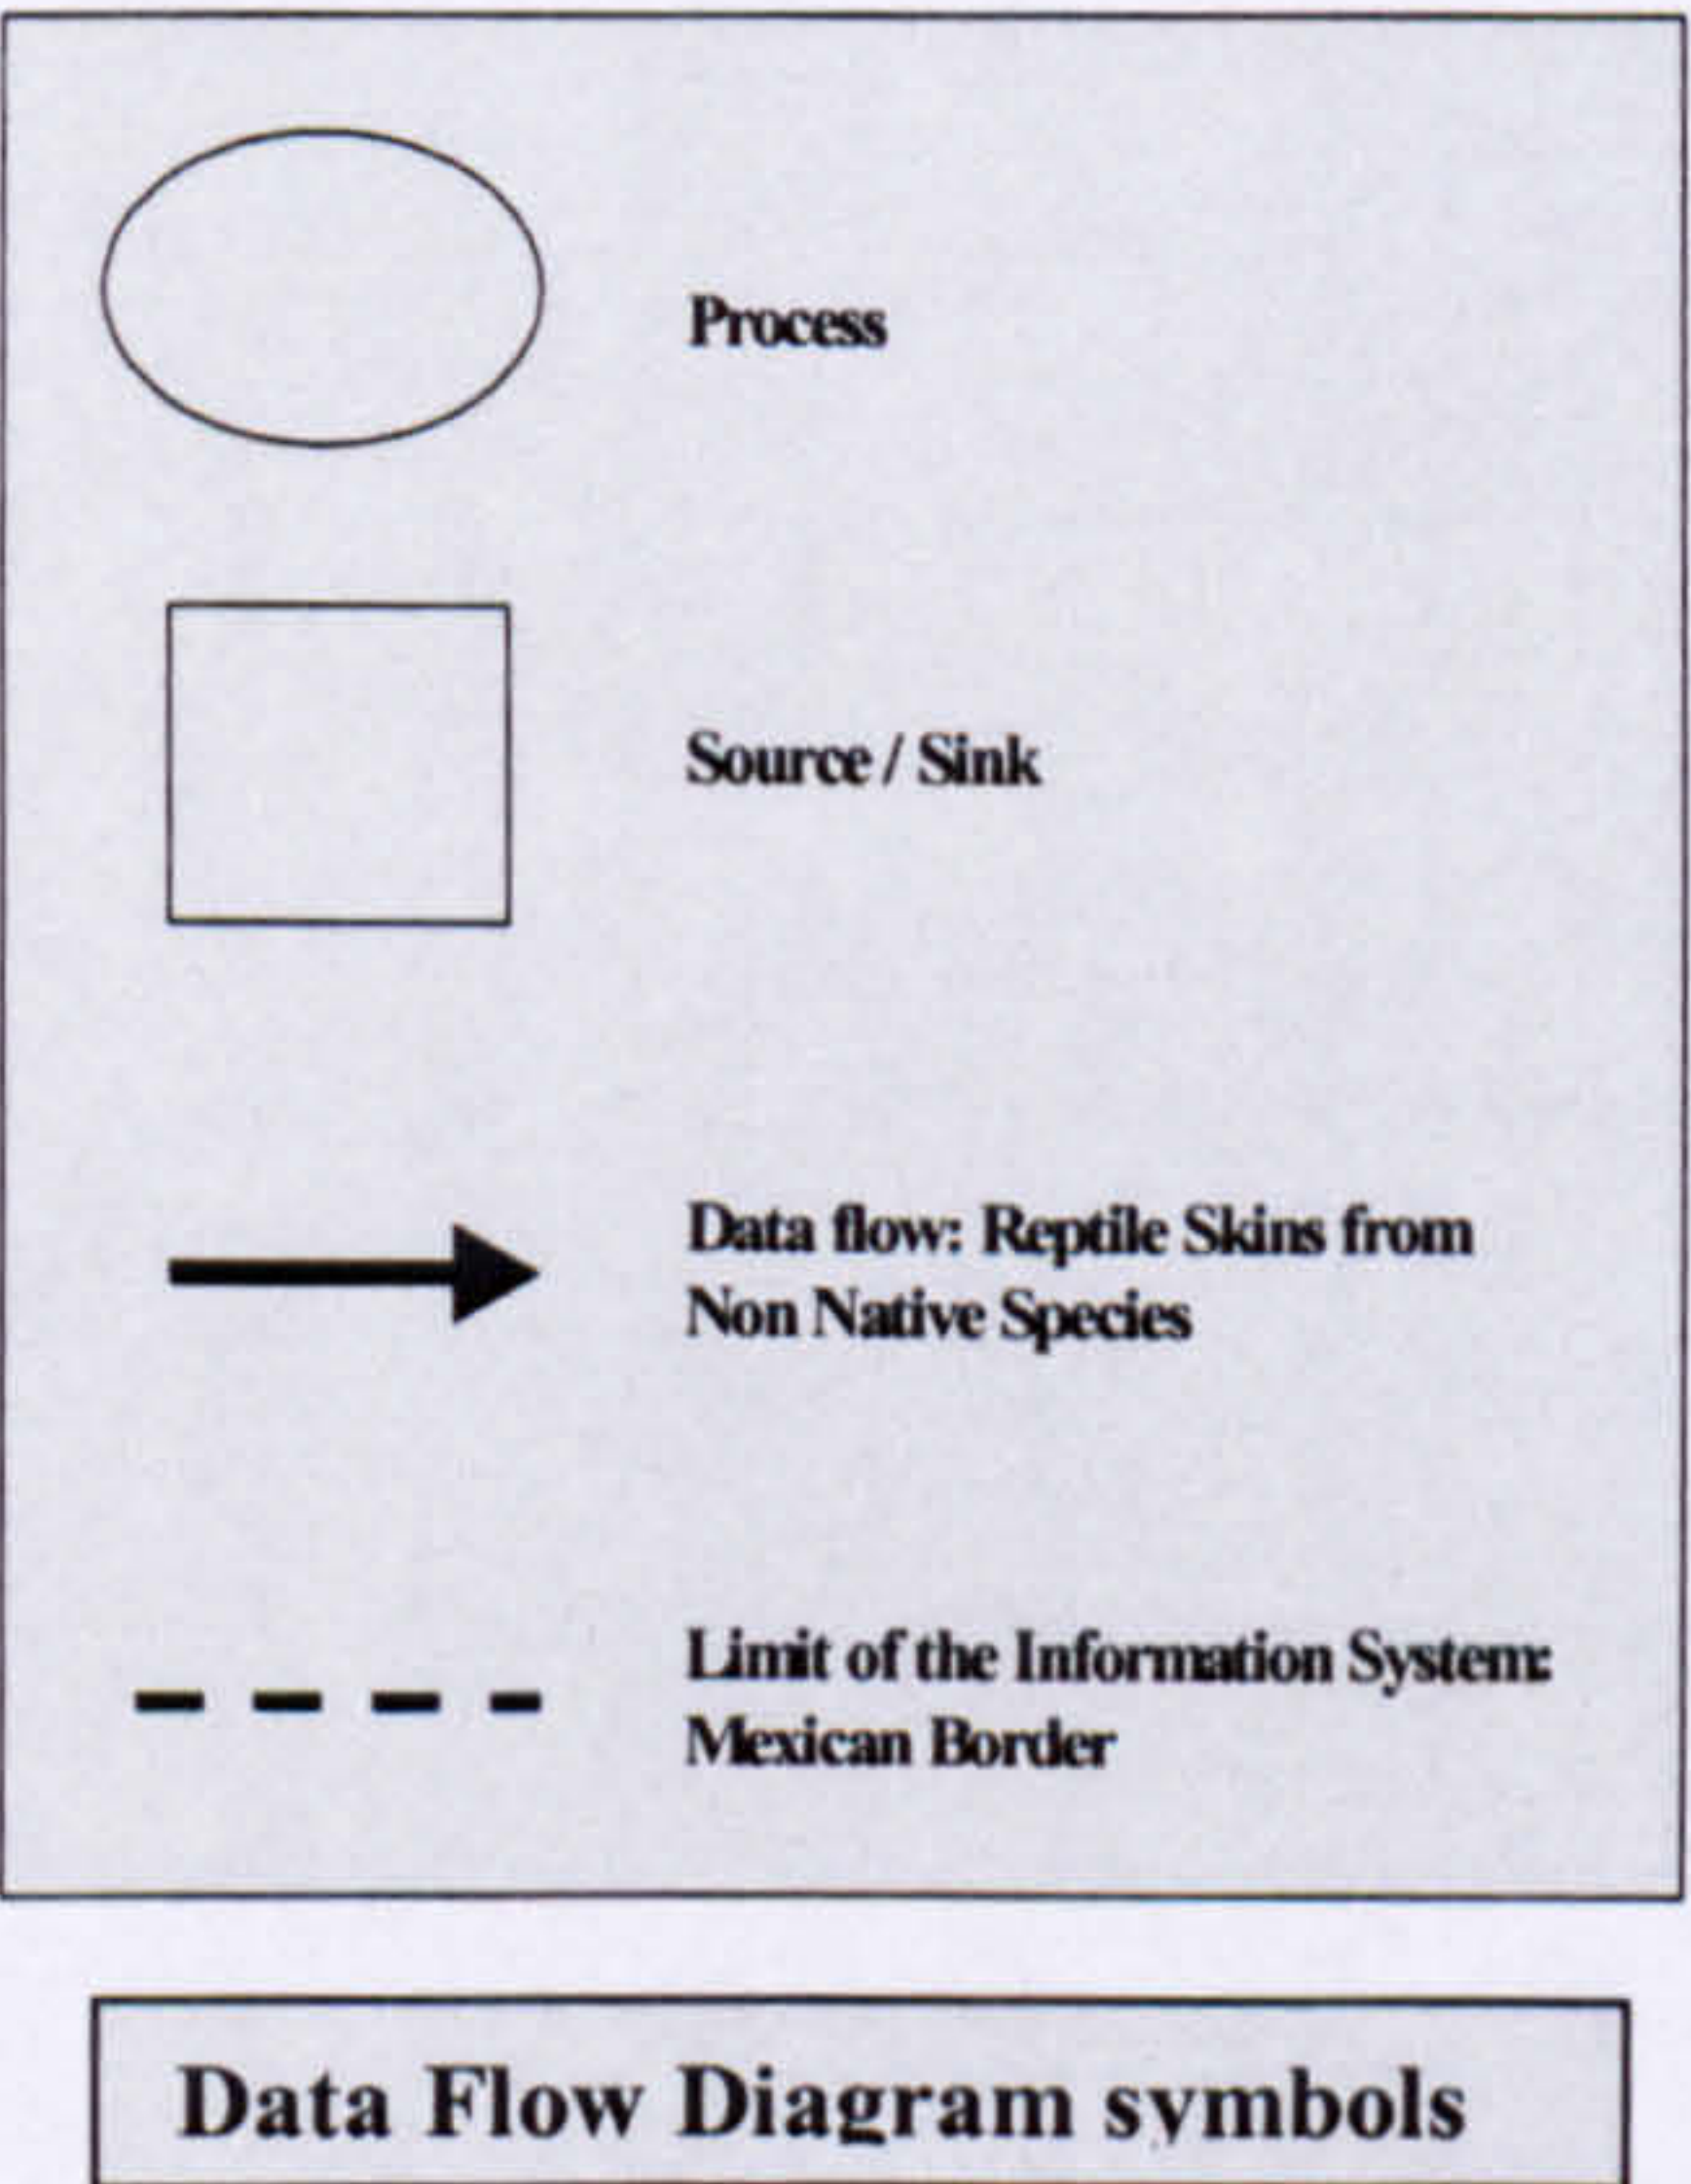 Process
Source / Sink
Data flow: Reptile Skins from
Non Native Species
Limit of the Information System:
Mexican Border
Data Flow Diagram symbols